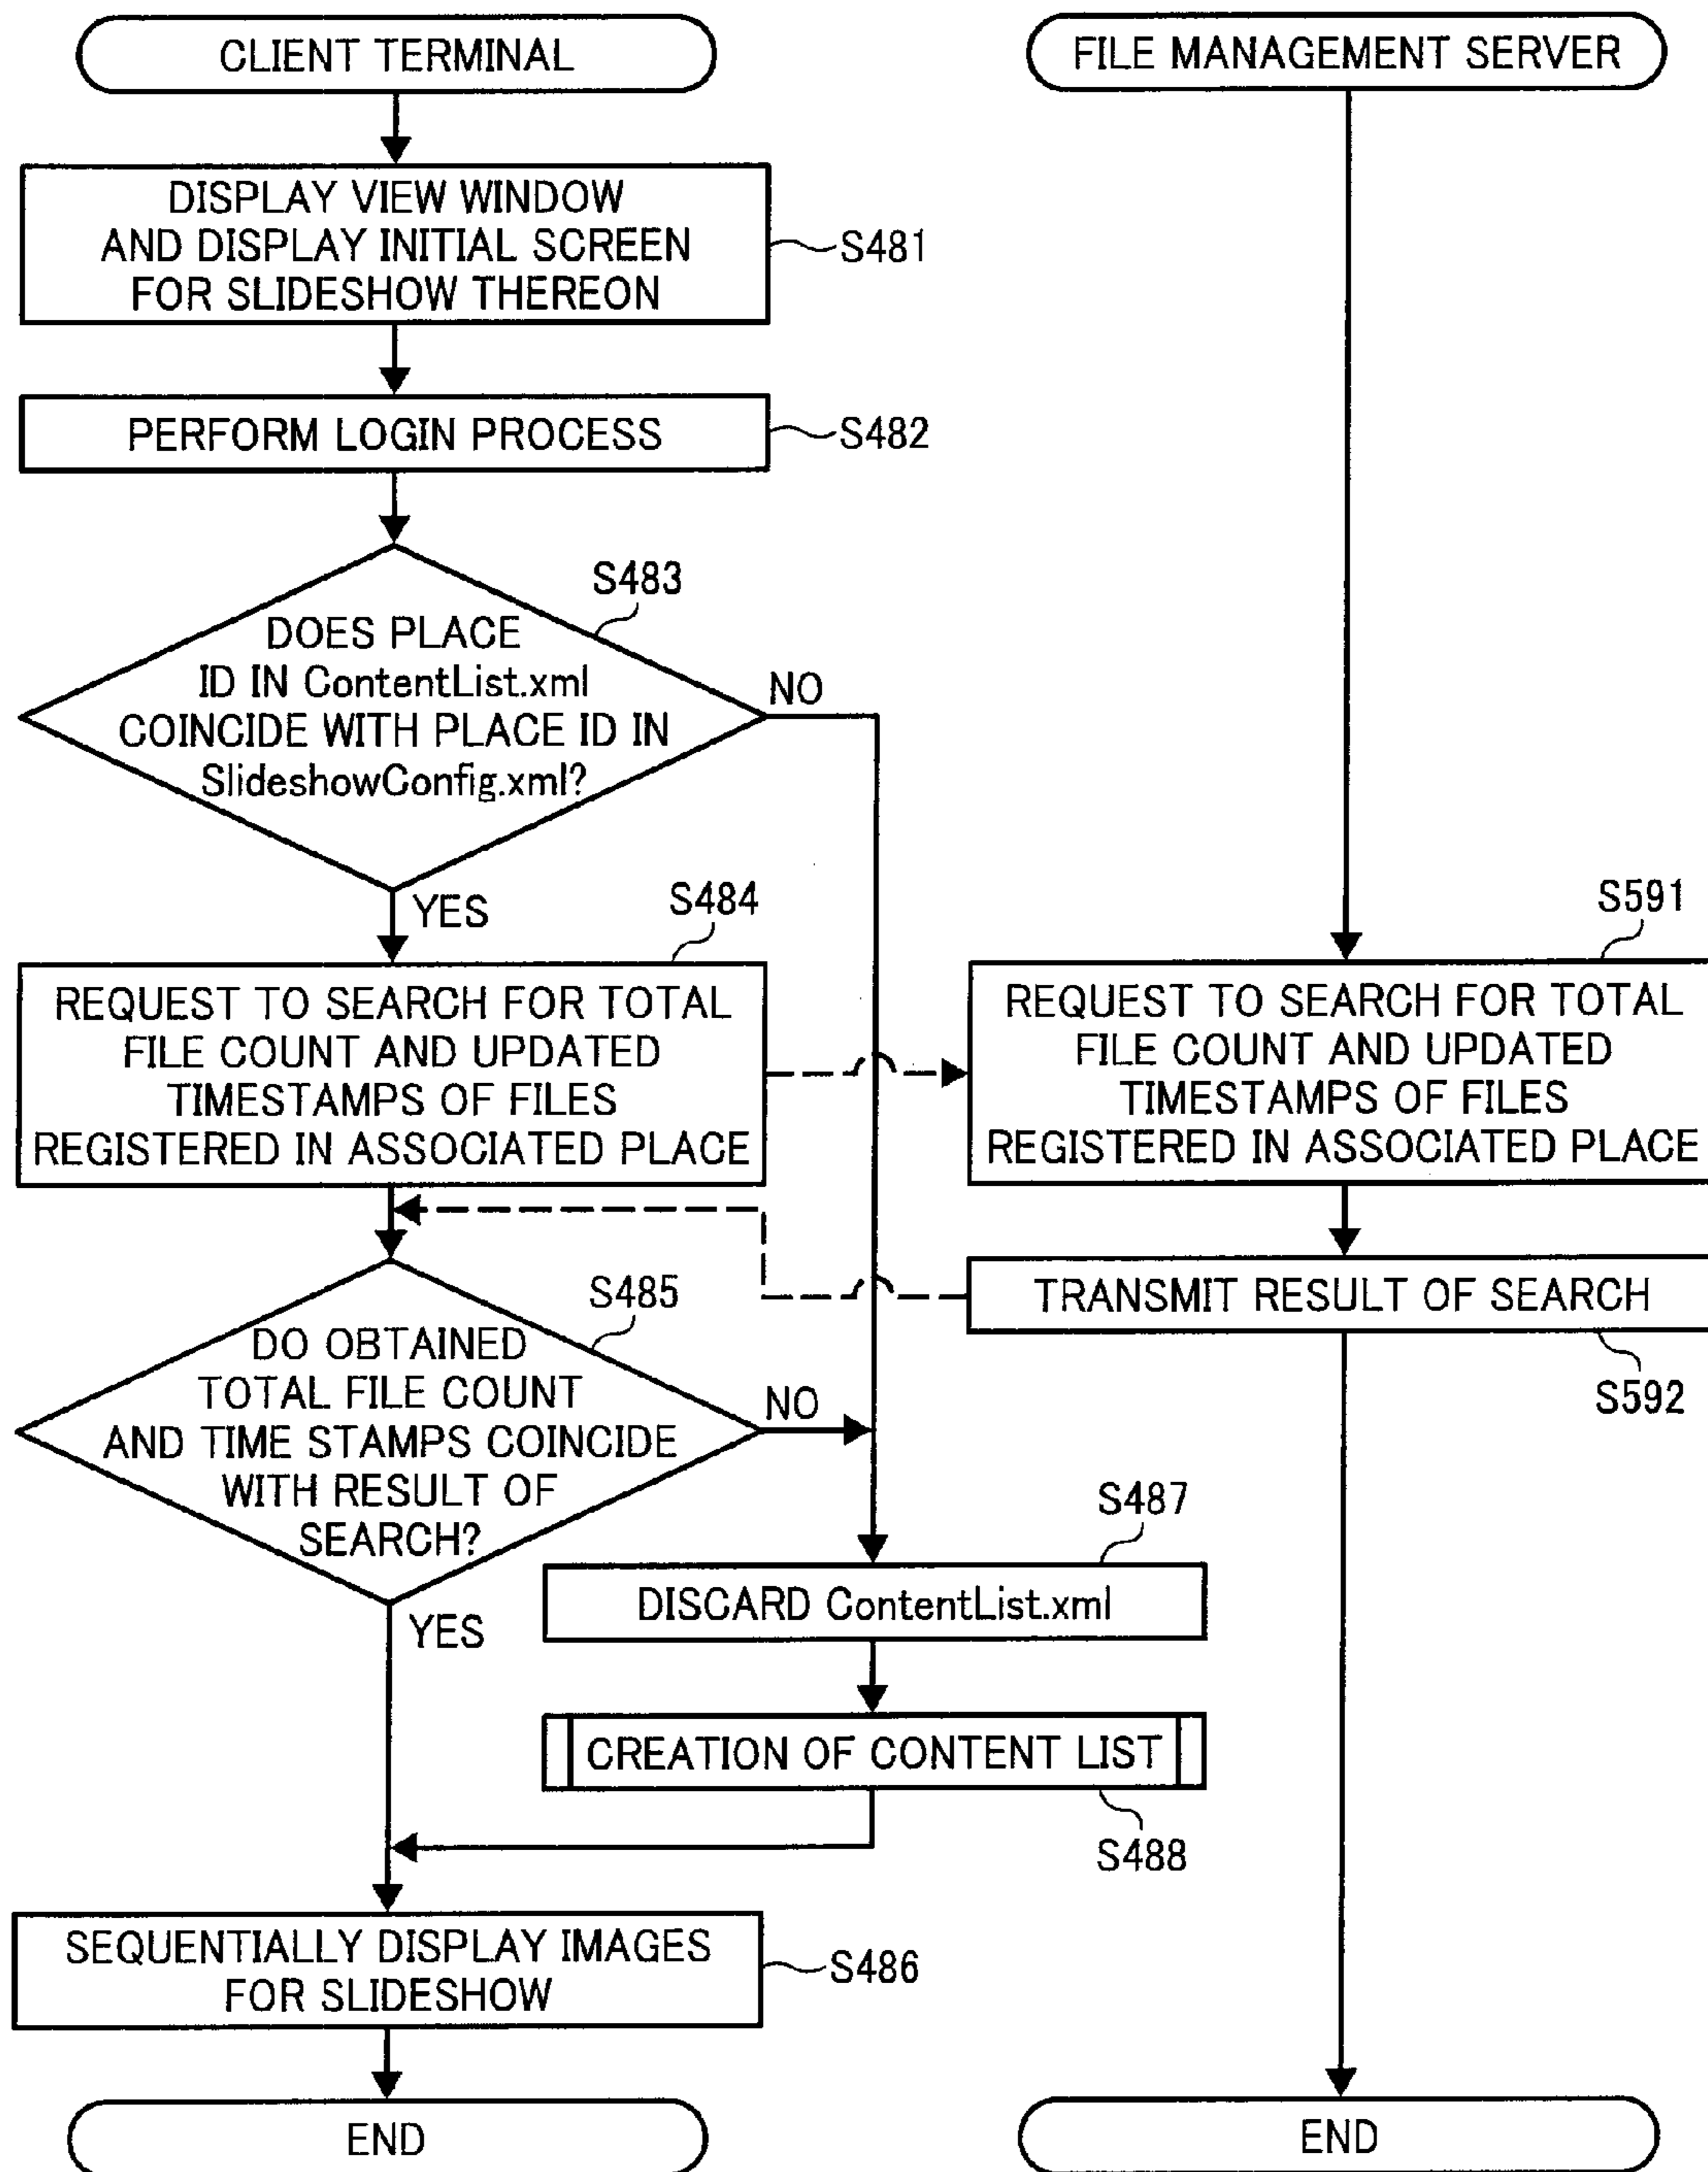 CLIENT TERMINAL
FILE MANAGEMENT SERVER
DISPLAY VIEW WINDOW
AND DISPLAY INITIAL SCREEN
FOR SLIDESHOW THEREON
S481
PERFORM LOGIN PROCESS
S482
S483
DOES PLACE
ID IN ContentList.xml
COINCIDE WITH PLACE ID IN
SlideshowConfig.xml?
NO
YES
S484
REQUEST TO SEARCH FOR TOTAL
FILE COUNT AND UPDATED
TIMESTAMPS OF FILES
REGISTERED IN ASSOCIATED PLACE
S591
REQUEST TO SEARCH FOR TOTAL
FILE COUNT AND UPDATED
TIMESTAMPS OF FILES
REGISTERED IN ASSOCIATED PLACE
TRANSMIT RESULT OF SEARCH
S592
S485
DO OBTAINED
TOTAL FILE COUNT
AND TIME STAMPS COINCIDE
WITH RESULT OF
SEARCH?
NO
YES
S487
DISCARD ContentList.xml
CREATION OF CONTENT LIST
S488
SEQUENTIALLY DISPLAY IMAGES
FOR SLIDESHOW
S486
END
END